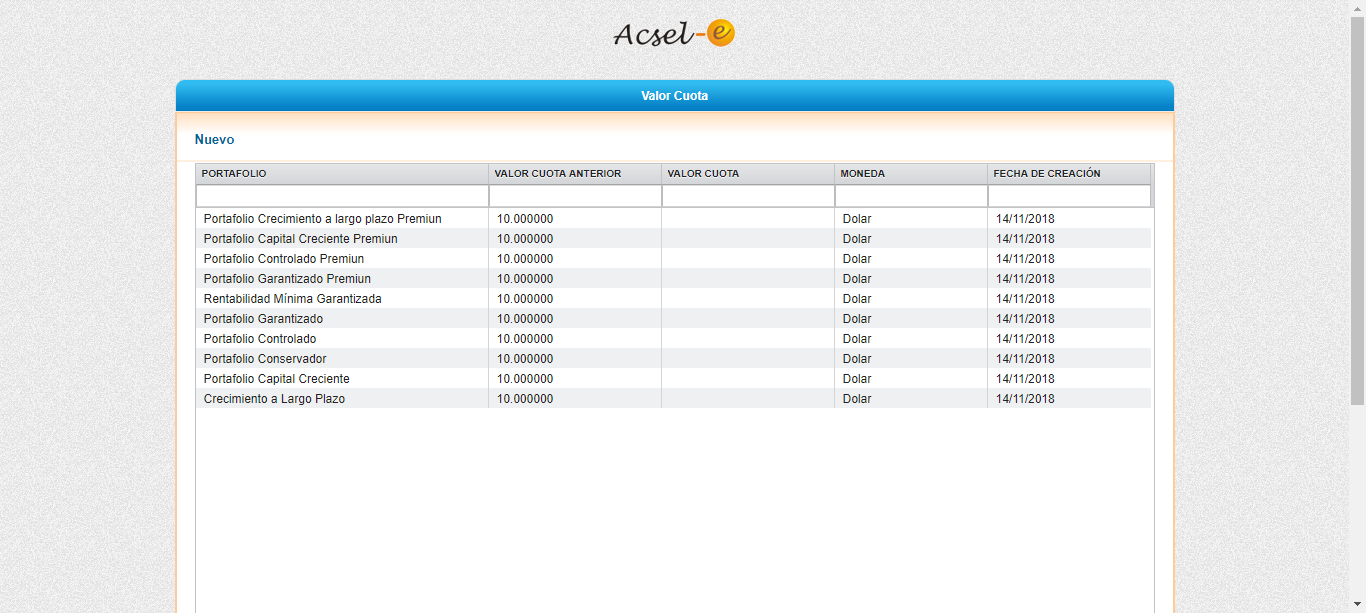 Acsel-e
Valor Cuota
Nuevo
PORTAFOLIO VALOR CUOTA ANTERIOR VALOR CUOTA MONEDA FECHA DE CREACIÓN
Portafolio Crecimiento a largo plazo Premiun 10.000000 Dolar 14/11/2018
Portafolio Capital Creciente Premiun 10.000000 Dolar 14/11/2018
Portafolio Controlado Premiun 10.000000 Dolar 14/11/2018
Portafolio Garantizado Premiun 10.000000 Dolar 14/11/2018
Rentabilidad Mínima Garantizada 10.000000 Dolar 14/11/2018
Portafolio Garantizado 10.000000 Dolar 14/11/2018
Portafolio Controlado 10.000000 Dolar 14/11/2018
Portafolio Conservador 10.000000 Dolar 14/11/2018
Portafolio Capital Creciente 10.000000 Dolar 14/11/2018
Crecimiento a Largo Plazo 10.000000 Dolar 14/11/2018